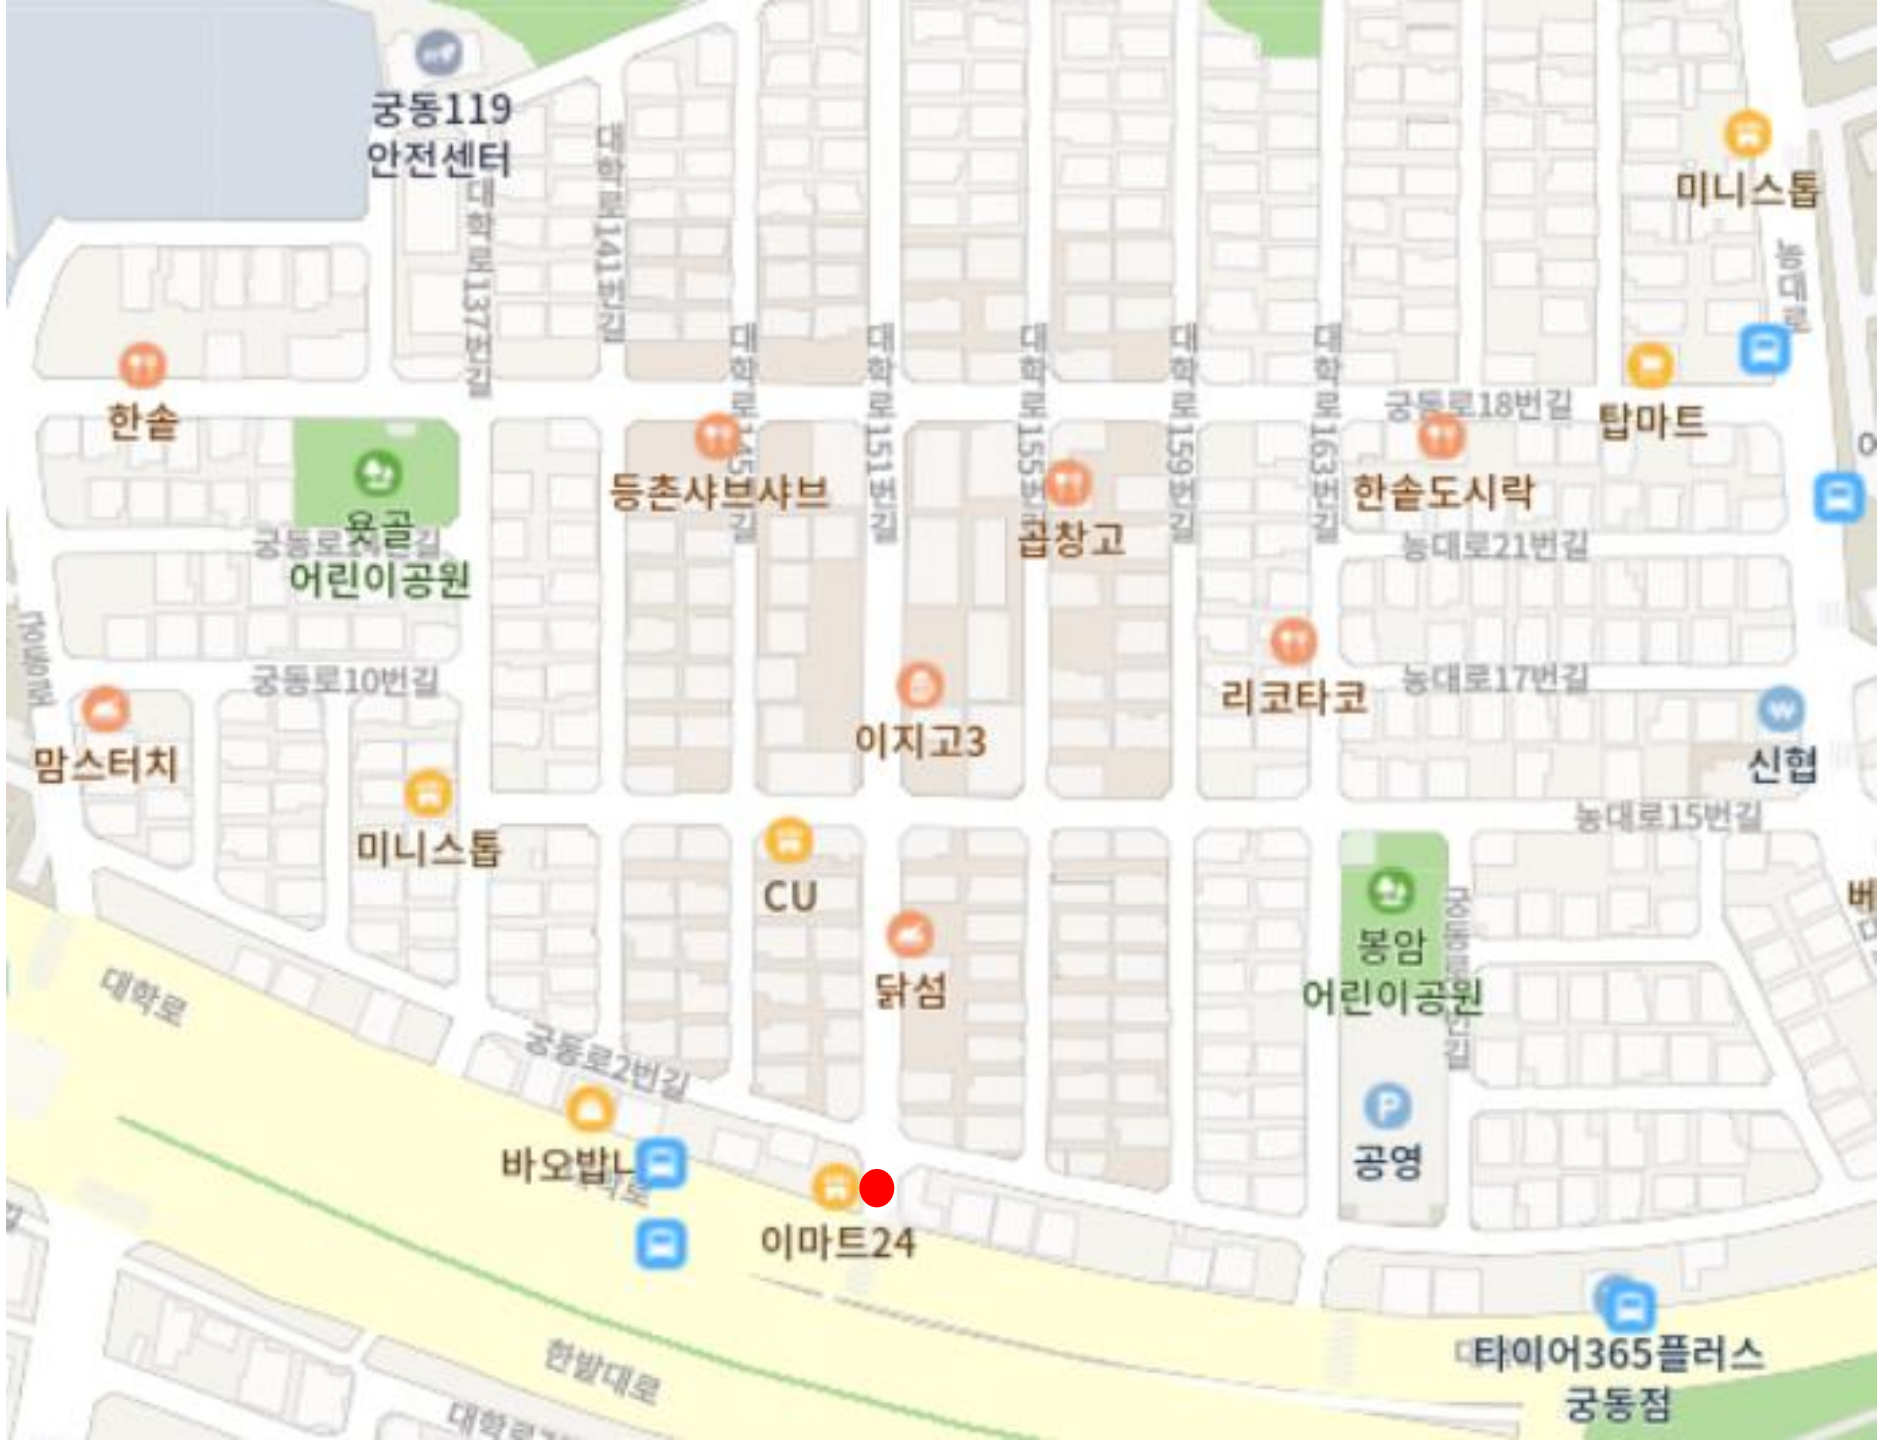 궁동119
안전센터
대학로137번길
대학로141번길
미니스톱
농대로
한솥
대학로145
길
대학로151번길
대학로155번
대학로159번길
대학로163번길
궁동로18번길
탑마트
등촌샤브샤브
곱창고
한솥도시락
욧골
어린이공원
궁동로
농대로21번길
궁동로10번길
리코타코
농대로17번길
맘스터치
이지고3
신협
미니스톱
농대로15번길
CU
닭섬
봉암
어린이공원
대학로
궁동로2번길
공영
바오밥
이마트24
한밭대로
타이어365플러스
궁동점
대학로